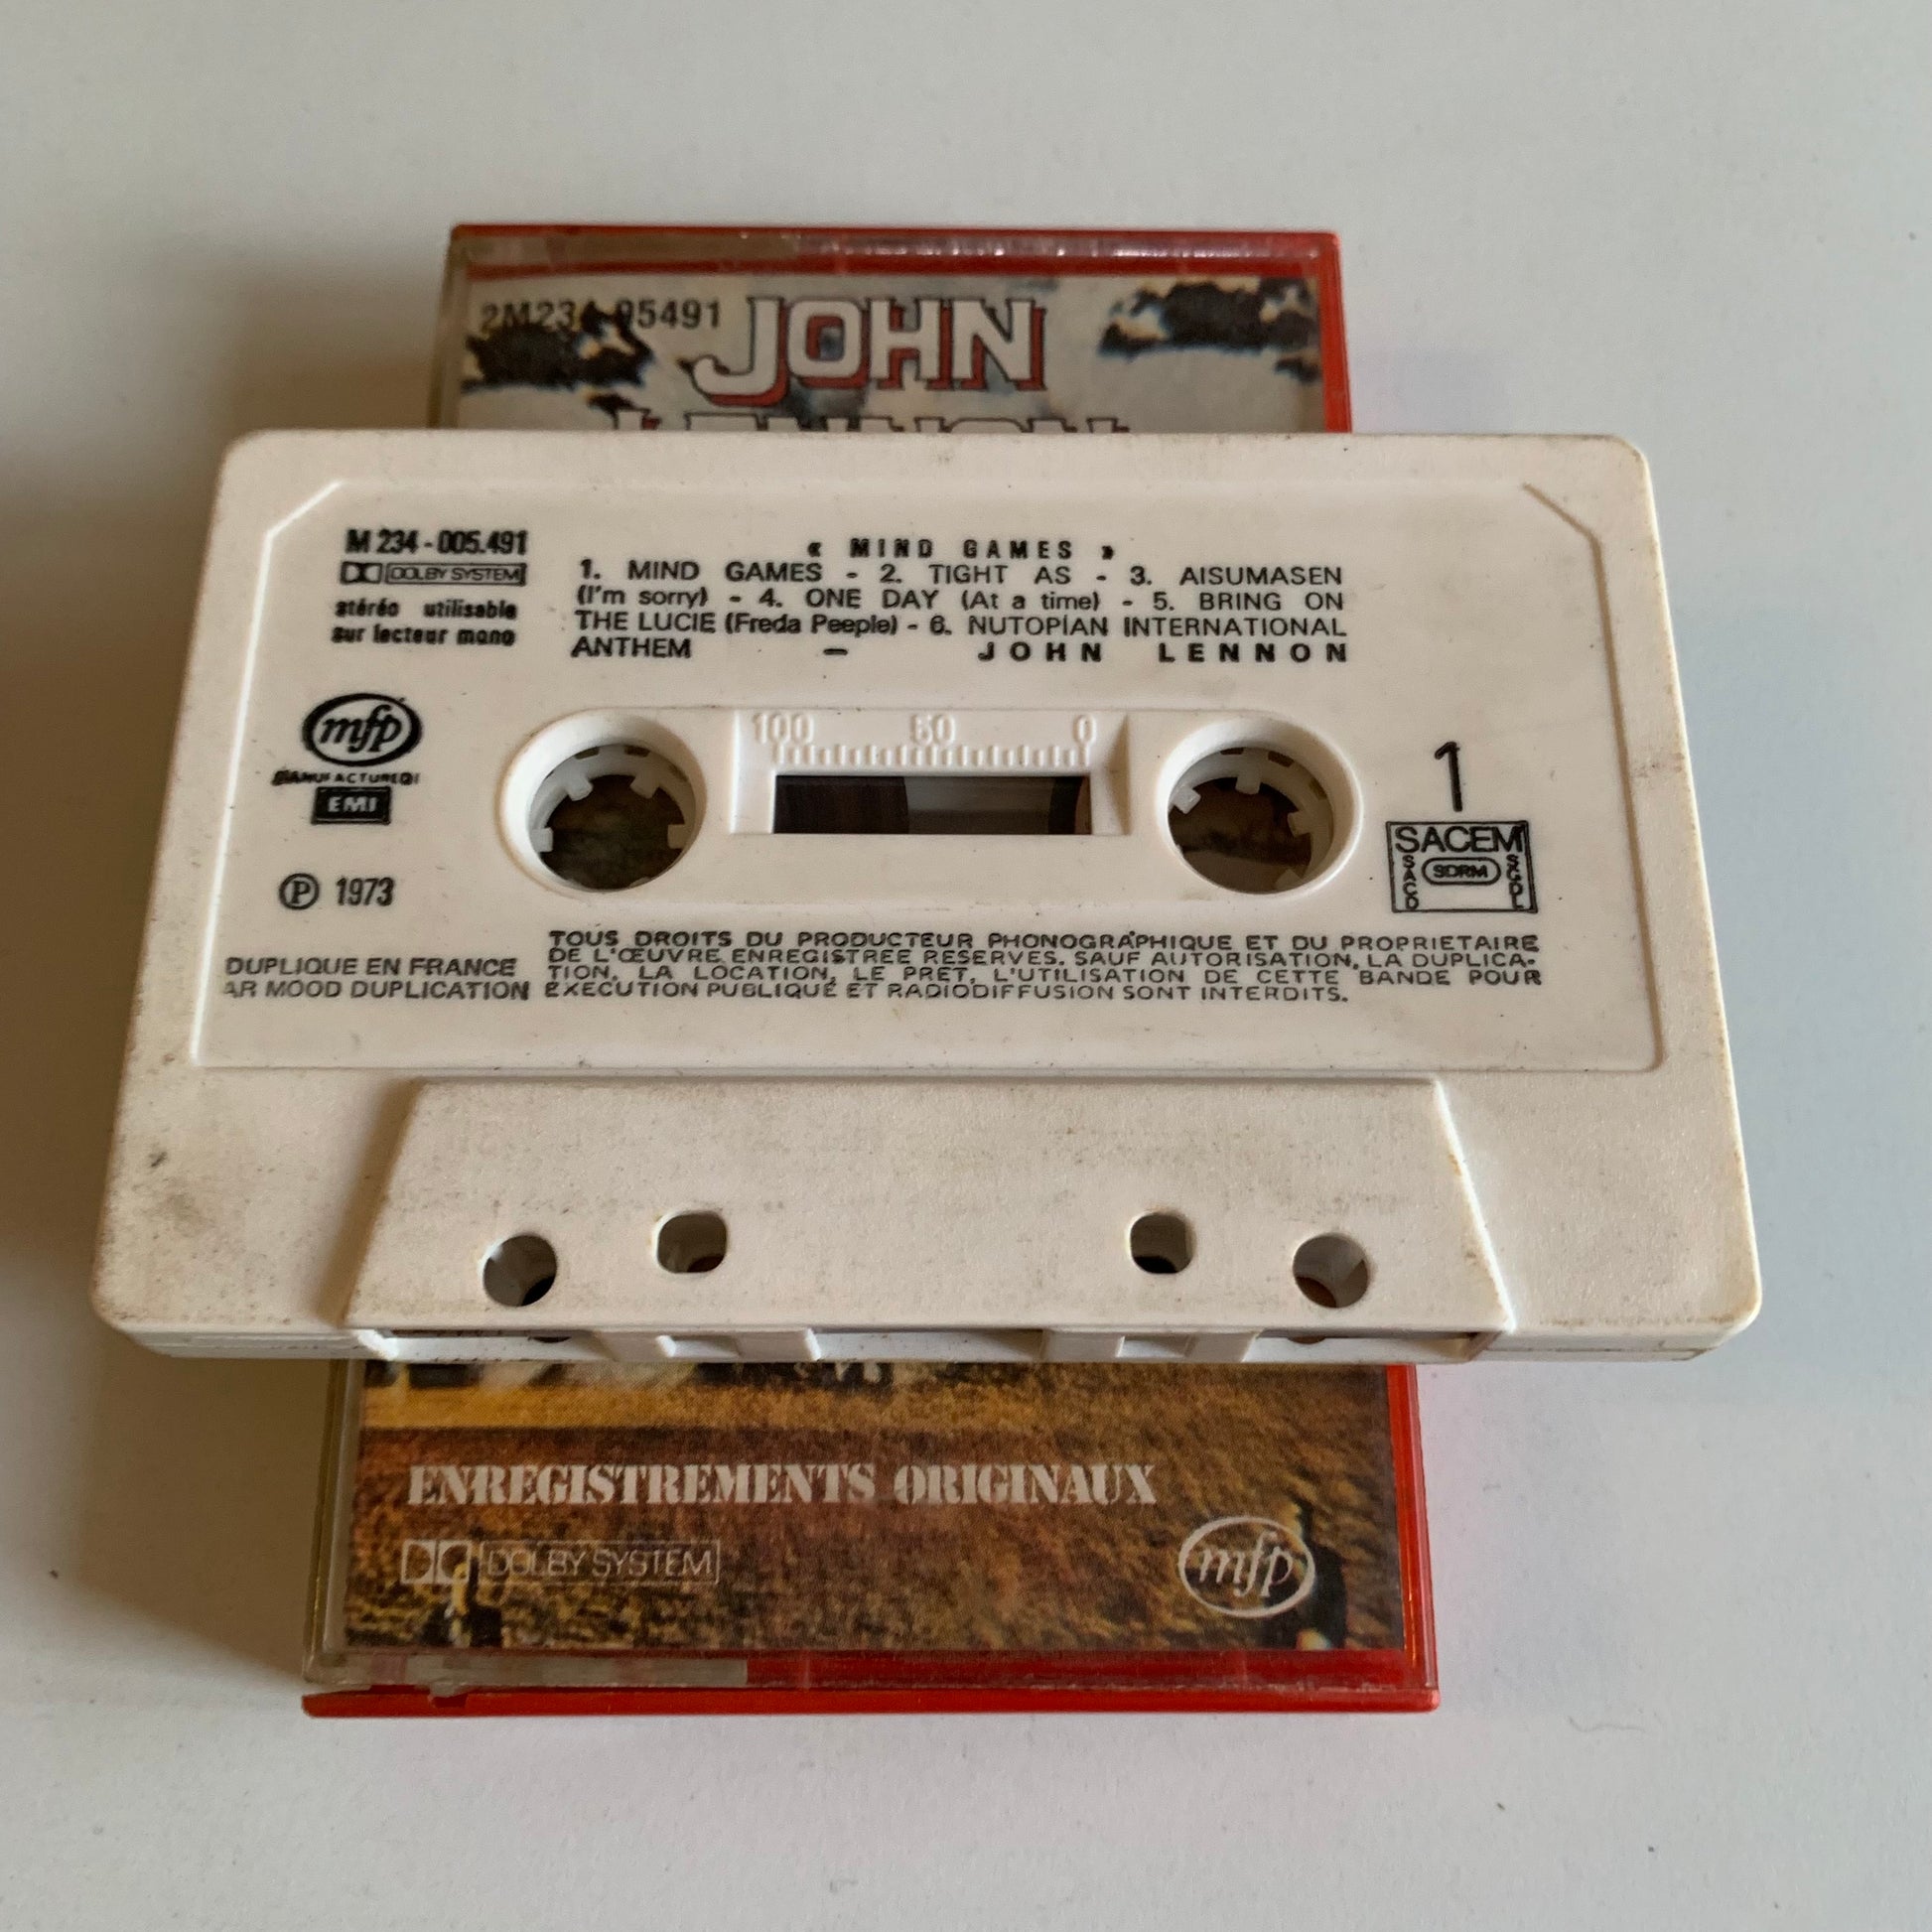 2M234 95491
JOHN
LENNON
M 234 - 005.491
DOLBY SYSTEM
stéréo utilisable
sur lecteur mono
« MIND GAMES »
1. MIND GAMES - 2. TIGHT AS - 3. AISUMASEN
(I'm sorry) - 4. ONE DAY (At a time) - 5. BRING ON
THE LUCIE (Freda Peeple) - 6. NUTOPIAN INTERNATIONAL
ANTHEM – JOHN LENNON
100 50 0
mfp
EMI
℗ 1973
1
SACEM
SACD SDRM SGDL
DUPLIQUE EN FRANCE
AR MOOD DUPLICATION
TOUS DROITS DU PRODUCTEUR PHONOGRAPHIQUE ET DU PROPRIETAIRE
DE L'ŒUVRE ENREGISTREE RESERVES. SAUF AUTORISATION, LA DUPLICA-
TION, LA LOCATION, LE PRET, L'UTILISATION DE CETTE BANDE POUR
EXECUTION PUBLIQUE ET RADIODIFFUSION SONT INTERDITS.
ENREGISTREMENTS ORIGINAUX
DOLBY SYSTEM
mfp